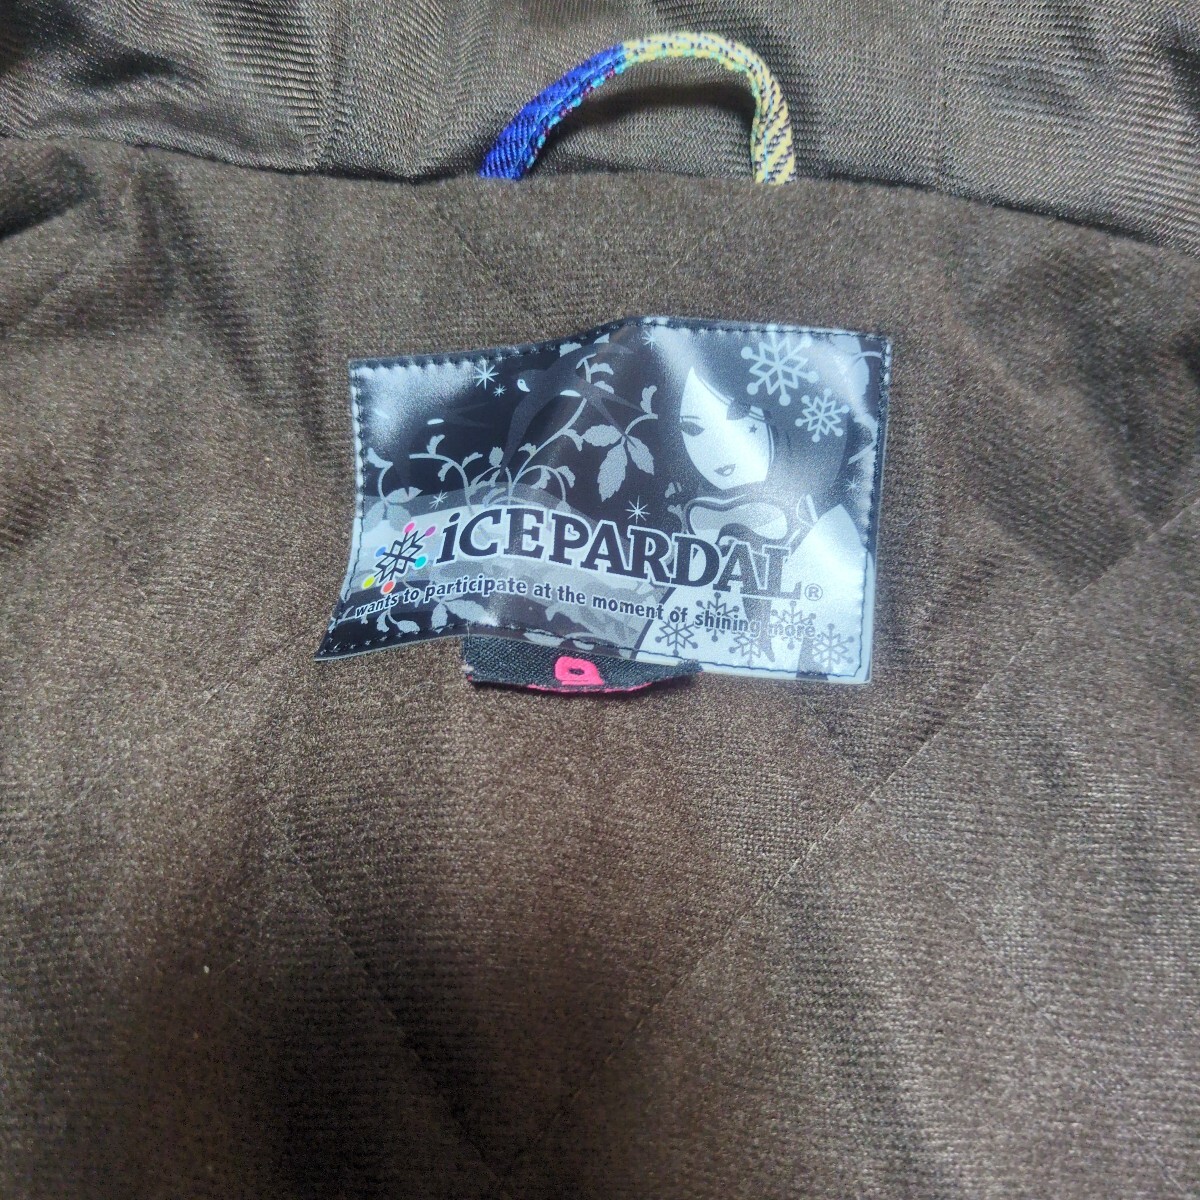 iCEPARDAL®
wants to participate at the moment of shining more